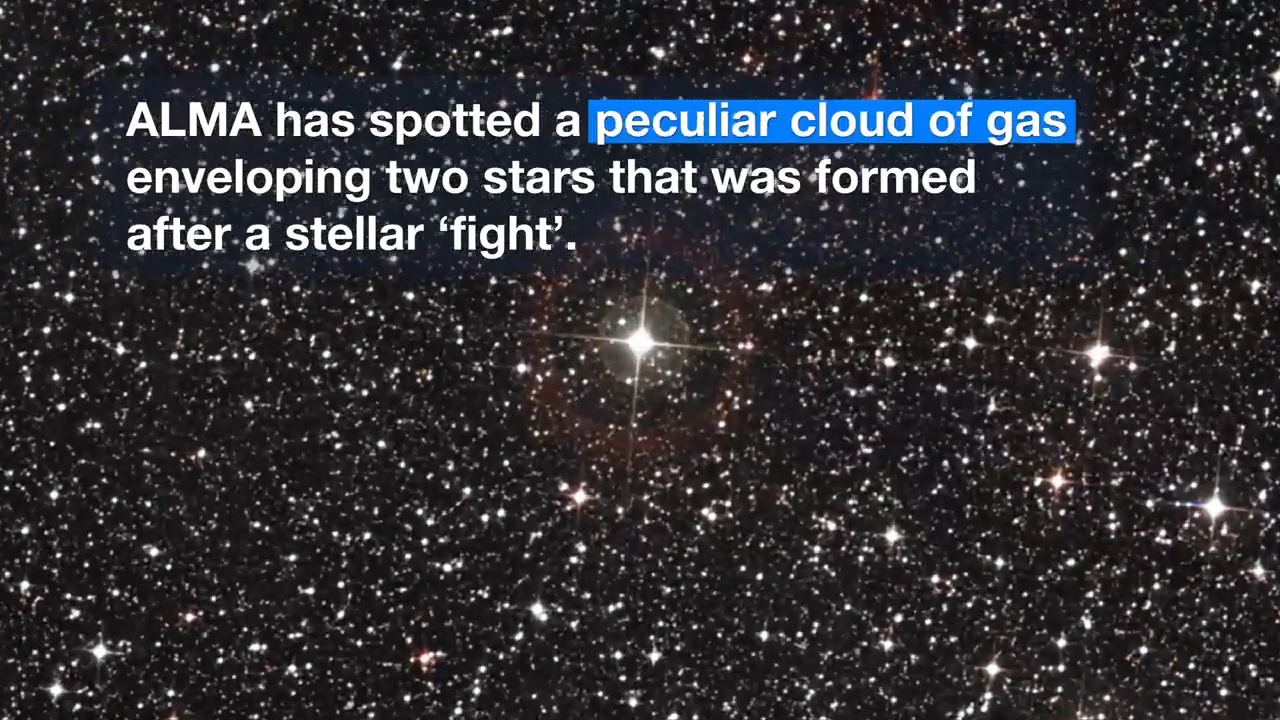 ALMA has spotted a peculiar cloud of gas
enveloping two stars that was formed
after a stellar ‘fight’.